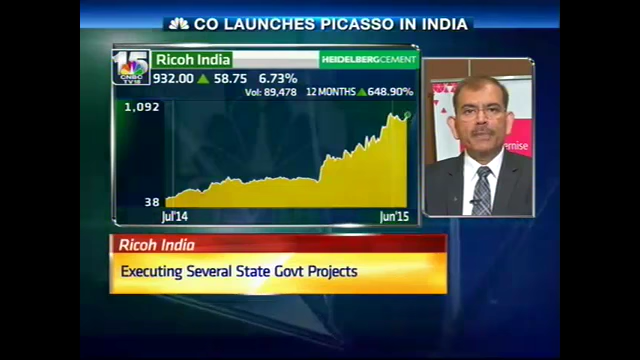 CO LAUNCHES PICASSO IN INDIA
15
CNBC
TV18
Ricoh India
HEIDELBERGCEMENT
932.00 58.75 6.73%
Vol: 89,478 12 MONTHS 648.90%
1,092
38
Jul'14 Jun'15
Ricoh India
Executing Several State Govt Projects